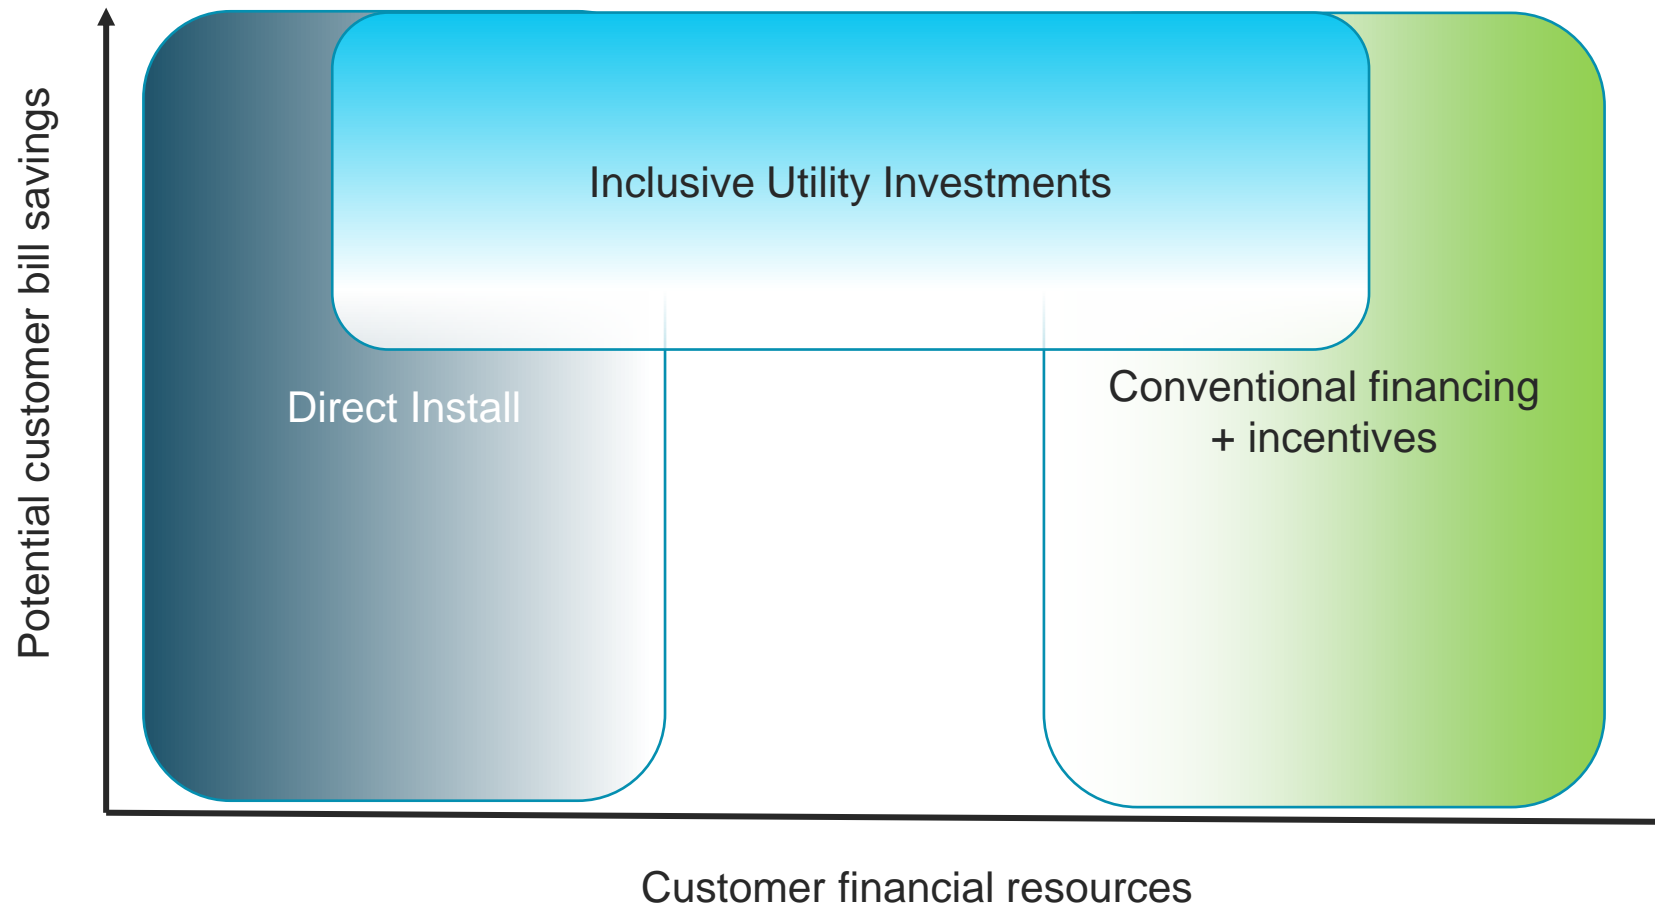 Potential customer bill savings
Inclusive Utility Investments
Direct Install
Conventional financing
+ incentives
Customer financial resources